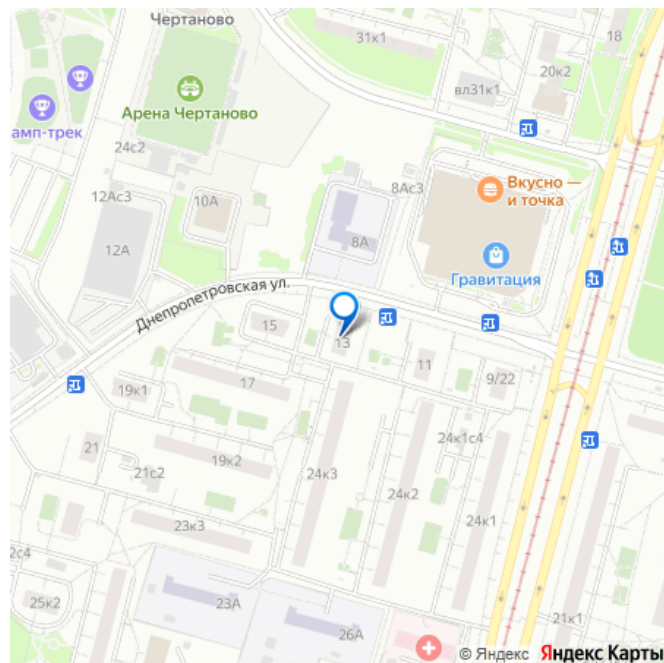 Чертаново
31к1
18
20к2
вл31к1
Арена Чертаново
амп-трек
24с2
Вкусно —
и точка
8Ас3
12Ас3
10А
8А
12А
Гравитация
Днепропетровская ул.
15
13
11
9/22
17
19к1
21
19к2
21с2
24к1с4
24к3
24к2
24к1
23к3
2с4
25к2
23А
26А
21к1
© Яндекс Яндекс Карты